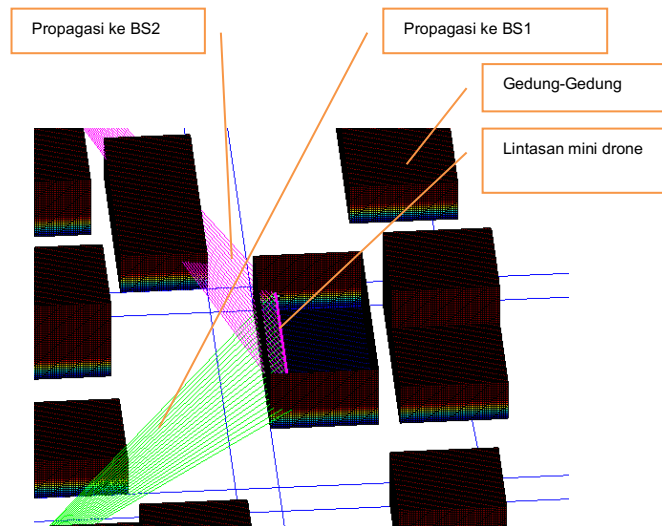 Propagasi ke BS2
Propagasi ke BS1
Gedung-Gedung
Lintasan mini drone